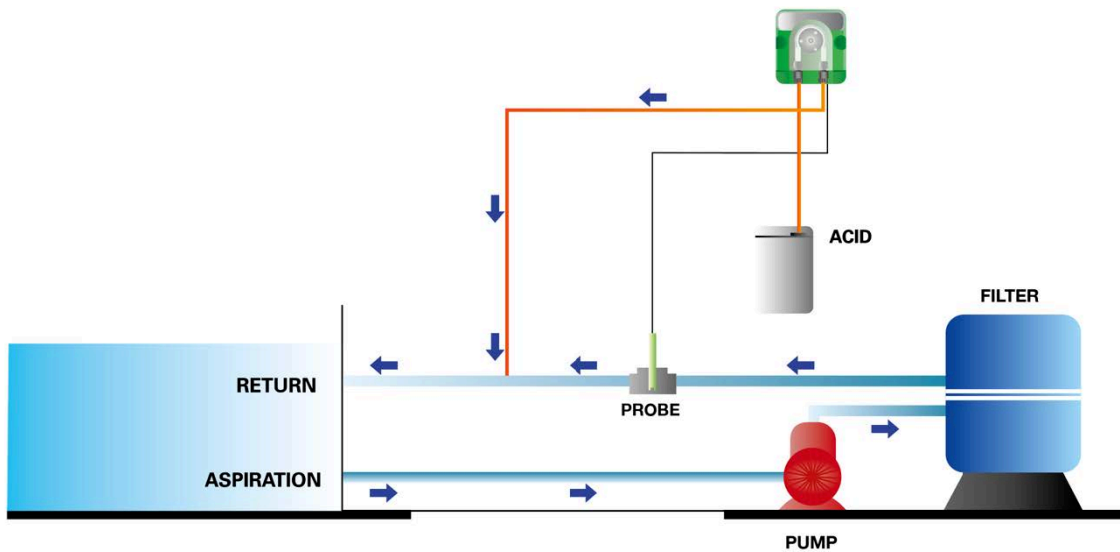 ACID
FILTER
RETURN
PROBE
ASPIRATION
PUMP